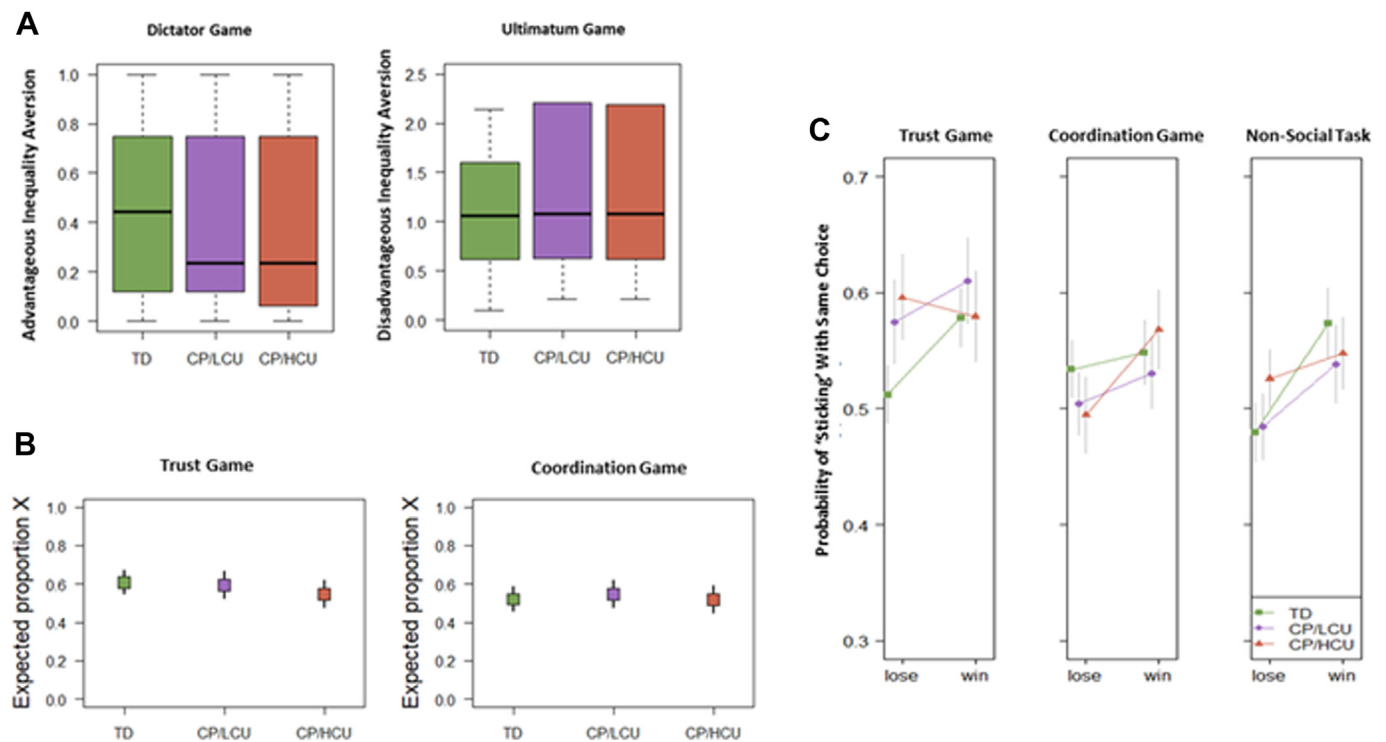 A
Dictator Game
Advantageous Inequality Aversion
1.0
0.8
0.6
0.4
0.2
0.0
TD CP/LCU CP/HCU
Ultimatum Game
Disadvantageous Inequality Aversion
2.5
2.0
1.5
1.0
0.5
0.0
TD CP/LCU CP/HCU
B
Trust Game
Expected proportion X
1.0
0.8
0.6
0.4
0.2
0.0
TD CP/LCU CP/HCU
Coordination Game
Expected proportion X
1.0
0.8
0.6
0.4
0.2
0.0
TD CP/LCU CP/HCU
C
Trust Game Coordination Game Non-Social Task
Probability of ‘Sticking’ With Same Choice
0.7
0.6
0.5
0.4
0.3
TD
CP/LCU
CP/HCU
lose win lose win lose win